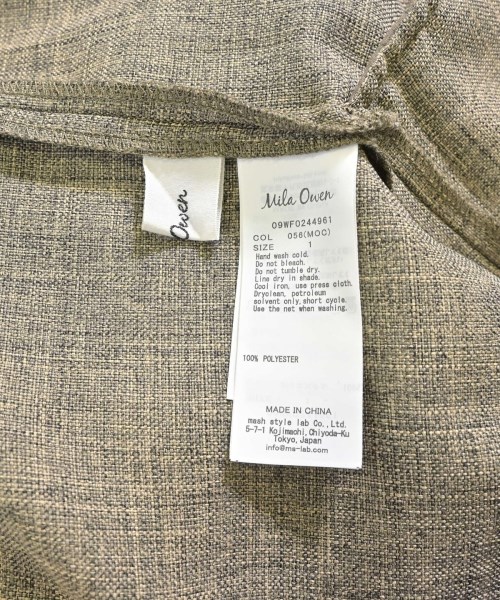 Owen
Mila Owen
09WF0244961
COL 056(MOC)
SIZE 1
Hand wash cold.
Do not bleach.
Do not tumble dry.
Line dry in shade.
Cool iron, use press cloth.
Dryclean, petroleum
solvent only, short cycle.
Use the net when washing.
100% POLYESTER
MADE IN CHINA
mash style lab Co., Ltd.
5-7-1 Kojimachi, Chiyoda-Ku
Tokyo, Japan
info@ms-lab.com